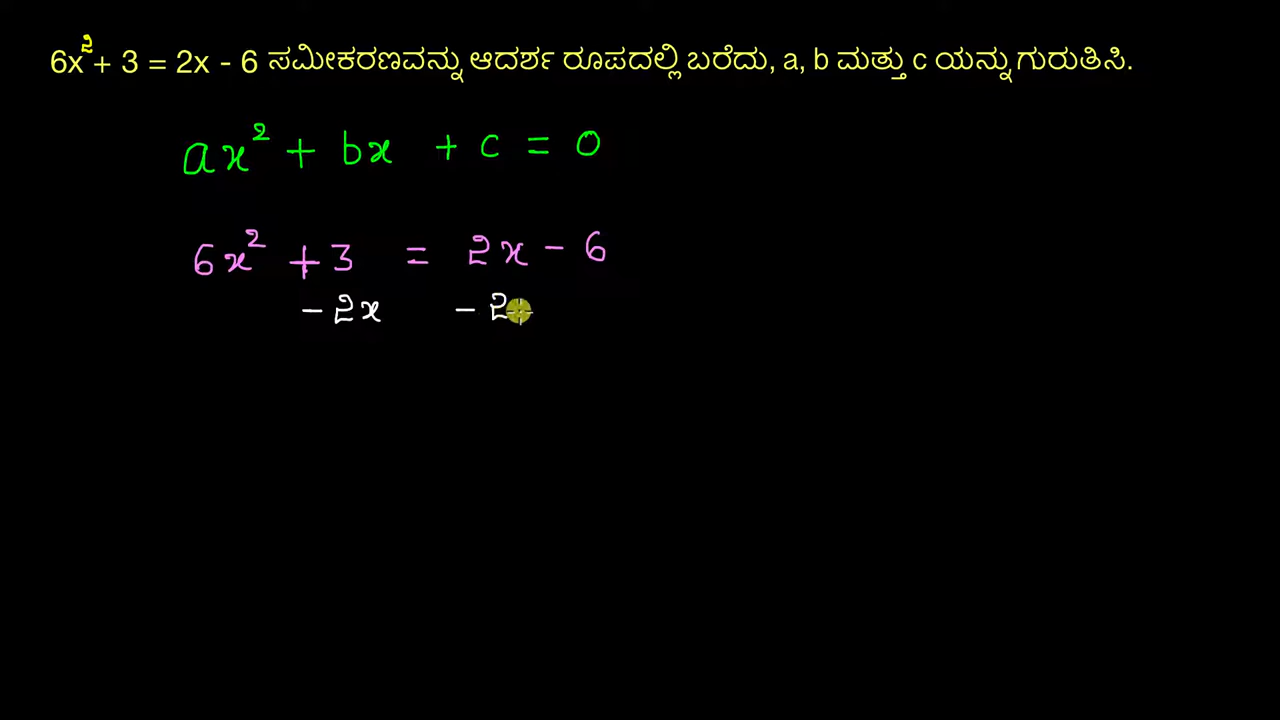 6x² + 3 = 2x - 6 ಸಮೀಕರಣವನ್ನು ಆದರ್ಶ ರೂಪದಲ್ಲಿ ಬರೆದು, a, b ಮತ್ತು c ಯನ್ನು ಗುರುತಿಸಿ.
ax² + bx + c = 0
6x² + 3 = 2x - 6
- 2x - 2